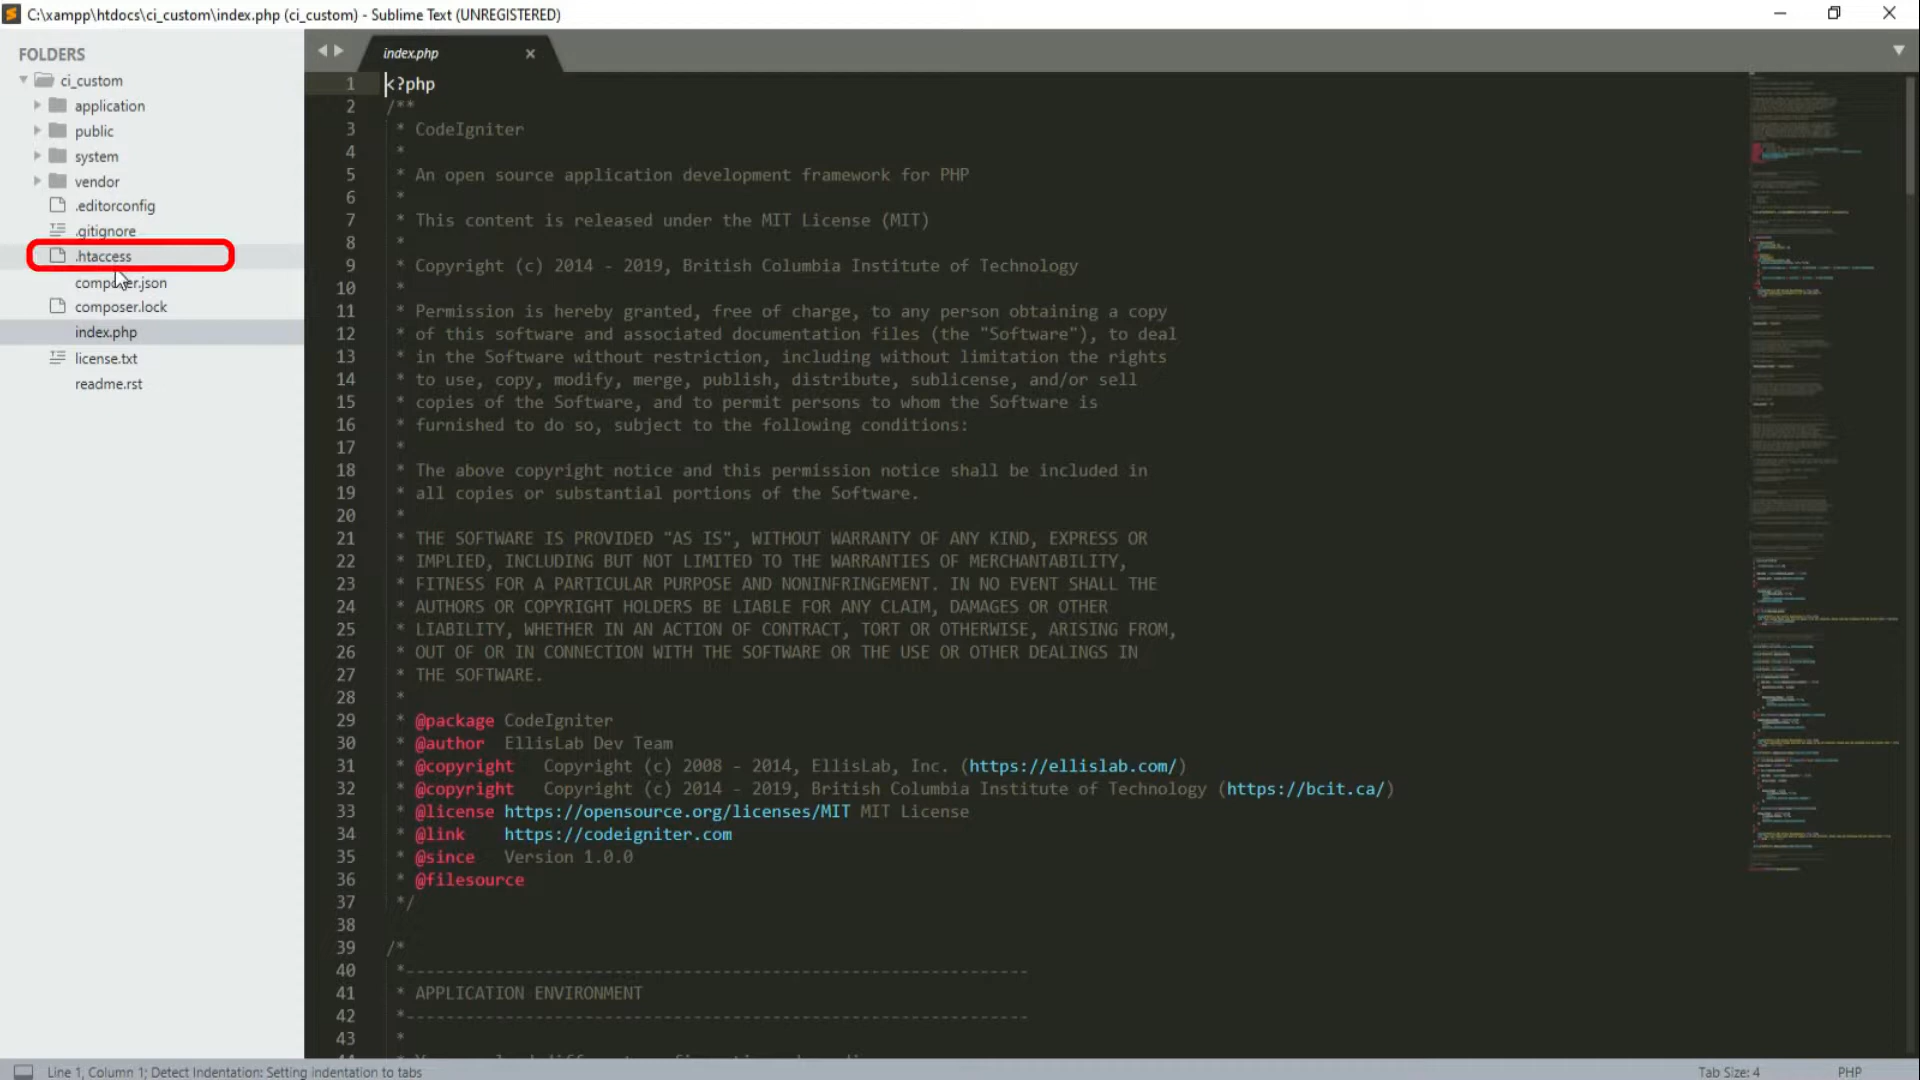 C:\xampp\htdocs\ci_custom\index.php (ci_custom) - Sublime Text (UNREGISTERED)
FOLDERS
ci_custom
application
public
system
vendor
.editorconfig
.gitignore
.htaccess
composer.json
composer.lock
index.php
license.txt
readme.rst
index.php
1 <?php
2 /**
3 * CodeIgniter
4 *
5 * An open source application development framework for PHP
6 *
7 * This content is released under the MIT License (MIT)
8 *
9 * Copyright (c) 2014 - 2019, British Columbia Institute of Technology
10 *
11 * Permission is hereby granted, free of charge, to any person obtaining a copy
12 * of this software and associated documentation files (the "Software"), to deal
13 * in the Software without restriction, including without limitation the rights
14 * to use, copy, modify, merge, publish, distribute, sublicense, and/or sell
15 * copies of the Software, and to permit persons to whom the Software is
16 * furnished to do so, subject to the following conditions:
17 *
18 * The above copyright notice and this permission notice shall be included in
19 * all copies or substantial portions of the Software.
20 *
21 * THE SOFTWARE IS PROVIDED "AS IS", WITHOUT WARRANTY OF ANY KIND, EXPRESS OR
22 * IMPLIED, INCLUDING BUT NOT LIMITED TO THE WARRANTIES OF MERCHANTABILITY,
23 * FITNESS FOR A PARTICULAR PURPOSE AND NONINFRINGEMENT. IN NO EVENT SHALL THE
24 * AUTHORS OR COPYRIGHT HOLDERS BE LIABLE FOR ANY CLAIM, DAMAGES OR OTHER
25 * LIABILITY, WHETHER IN AN ACTION OF CONTRACT, TORT OR OTHERWISE, ARISING FROM,
26 * OUT OF OR IN CONNECTION WITH THE SOFTWARE OR THE USE OR OTHER DEALINGS IN
27 * THE SOFTWARE.
28 *
29 * @package CodeIgniter
30 * @author EllisLab Dev Team
31 * @copyright Copyright (c) 2008 - 2014, EllisLab, Inc. (https://ellislab.com/)
32 * @copyright Copyright (c) 2014 - 2019, British Columbia Institute of Technology (https://bcit.ca/)
33 * @license https://opensource.org/licenses/MIT MIT License
34 * @link https://codeigniter.com
35 * @since Version 1.0.0
36 * @filesource
37 */
38
39 /*
40 *---------------------------------------------------------------
41 * APPLICATION ENVIRONMENT
42 *---------------------------------------------------------------
43 *
Line 1, Column 1; Detect Indentation: Setting indentation to tabs
Tab Size: 4
PHP